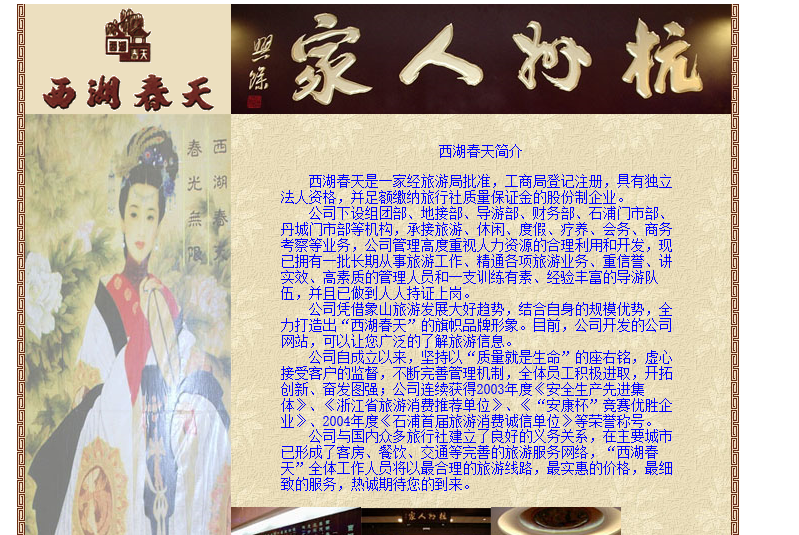 西湖
春天
西湖春天
家人州杭
西湖春天
春光無限
西湖春天简介
西湖春天是一家经旅游局批准，工商局登记注册，具有独立
法人资格，并足额缴纳旅行社质量保证金的股份制企业。
公司下设组团部、地接部、导游部、财务部、石浦门市部、
丹城门市部等机构，承接旅游、休闲、度假、疗养、会务、商务
考察等业务，公司管理高度重视人力资源的合理利用和开发，现
已拥有一批长期从事旅游工作、精通各项旅游业务、重信誉、讲
实效、高素质的管理人员和一支训练有素、经验丰富的导游队
伍，并且已做到人人持证上岗。
公司凭借象山旅游发展大好趋势，结合自身的规模优势，全
力打造出“西湖春天”的旗帜品牌形象。目前，公司开发的公司
网站，可以让您广泛的了解旅游信息。
公司自成立以来，坚持以“质量就是生命”的座右铭，虚心
接受客户的监督，不断完善管理机制，全体员工积极进取，开拓
创新、奋发图强；公司连续获得2003年度《安全生产先进集
体》、《浙江省旅游消费推荐单位》、《“安康杯”竞赛优胜企
业》、2004年度《石浦首届旅游消费诚信单位》等荣誉称号。
公司与国内众多旅行社建立了良好的义务关系，在主要城市
已形成了客房、餐饮、交通等完善的旅游服务网络，“西湖春
天”全体工作人员将以最合理的旅游线路，最实惠的价格，最细
致的服务，热诚期待您的到来。
家人州杭